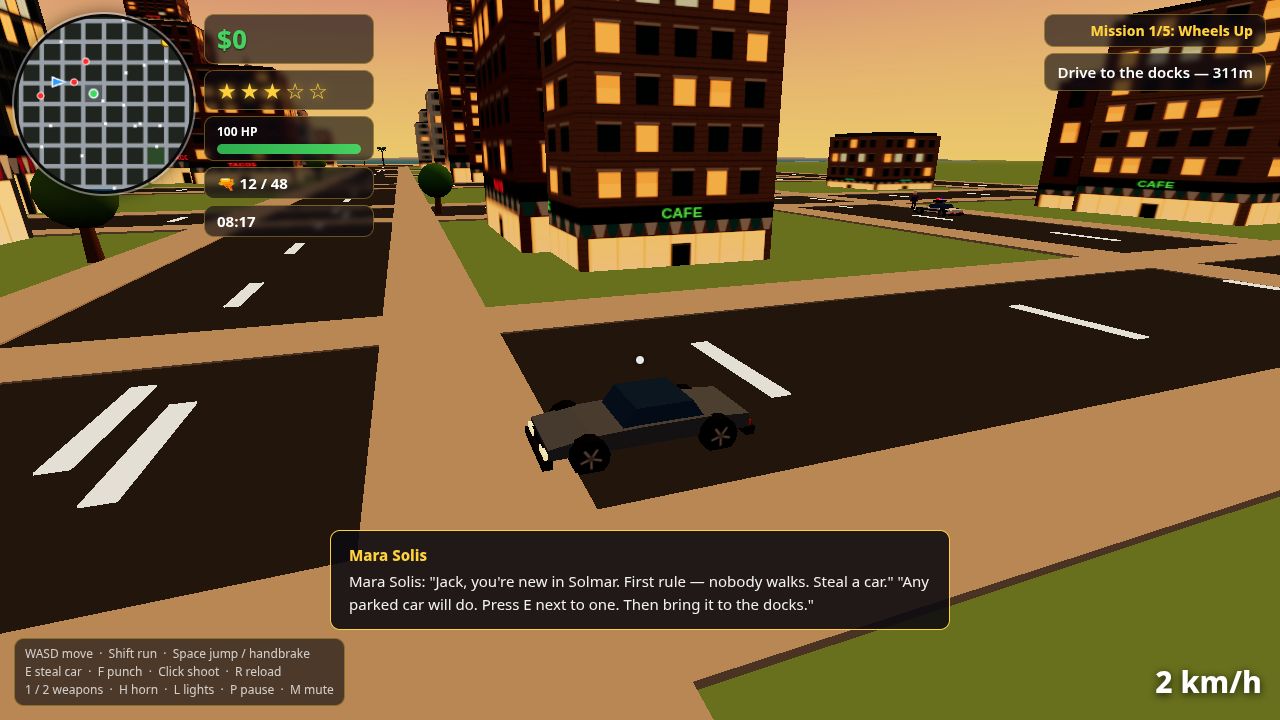 $0
★★★☆☆
100 HP
12 / 48
08:17
Mission 1/5: Wheels Up
Drive to the docks — 311m
TACOS
CAFE
CAFE
Mara Solis
Mara Solis: "Jack, you're new in Solmar. First rule — nobody walks. Steal a car." "Any
parked car will do. Press E next to one. Then bring it to the docks."
WASD move · Shift run · Space jump / handbrake
E steal car · F punch · Click shoot · R reload
1 / 2 weapons · H horn · L lights · P pause · M mute
2 km/h